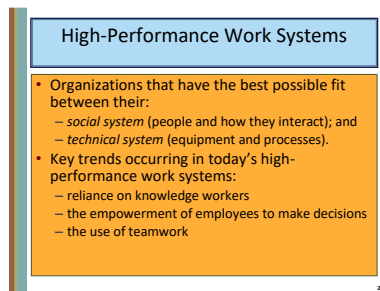 High-Performance Work Systems
• Organizations that have the best possible fit
between their:
– social system (people and how they interact); and
– technical system (equipment and processes).
• Key trends occurring in today's high-
performance work systems:
– reliance on knowledge workers
– the empowerment of employees to make decisions
– the use of teamwork
2